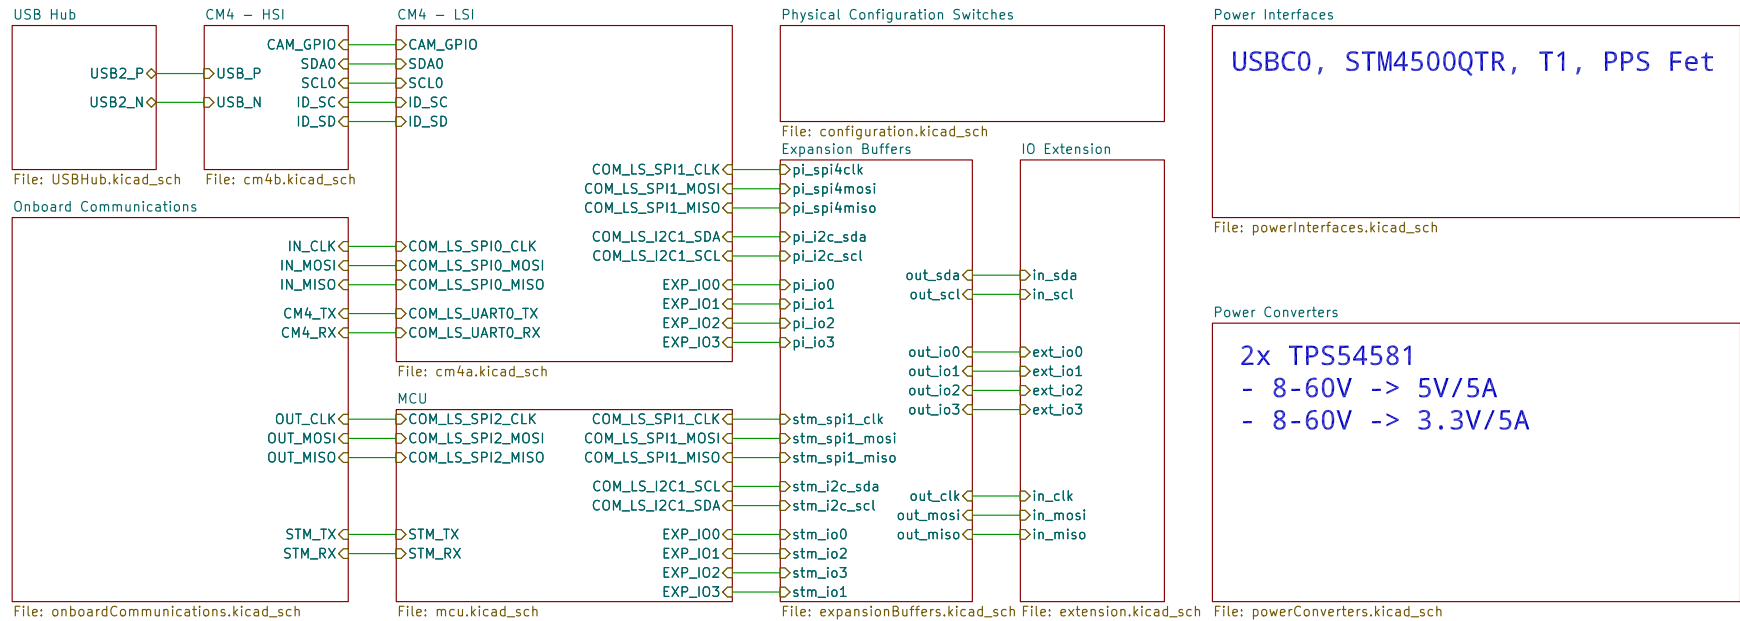 USB Hub
USB2_P
USB2_N
File: USBHub.kicad_sch
CM4 - HSI
USB_P
USB_N
CAM_GPIO
SDA0
SCL0
ID_SC
ID_SD
File: cm4b.kicad_sch
CM4 - LSI
CAM_GPIO
SDA0
SCL0
ID_SC
ID_SD
COM_LS_SPI0_CLK
COM_LS_SPI0_MOSI
COM_LS_SPI0_MISO
COM_LS_UART0_TX
COM_LS_UART0_RX
COM_LS_SPI1_CLK
COM_LS_SPI1_MOSI
COM_LS_SPI1_MISO
COM_LS_I2C1_SDA
COM_LS_I2C1_SCL
EXP_IO0
EXP_IO1
EXP_IO2
EXP_IO3
File: cm4a.kicad_sch
Onboard Communications
IN_CLK
IN_MOSI
IN_MISO
CM4_TX
CM4_RX
OUT_CLK
OUT_MOSI
OUT_MISO
STM_TX
STM_RX
File: onboardCommunications.kicad_sch
MCU
COM_LS_SPI2_CLK
COM_LS_SPI2_MOSI
COM_LS_SPI2_MISO
STM_TX
STM_RX
COM_LS_SPI1_CLK
COM_LS_SPI1_MOSI
COM_LS_SPI1_MISO
COM_LS_I2C1_SCL
COM_LS_I2C1_SDA
EXP_IO0
EXP_IO1
EXP_IO2
EXP_IO3
File: mcu.kicad_sch
Physical Configuration Switches
File: configuration.kicad_sch
Expansion Buffers
pi_spi4clk
pi_spi4mosi
pi_spi4miso
pi_i2c_sda
pi_i2c_scl
pi_io0
pi_io1
pi_io2
pi_io3
stm_spi1_clk
stm_spi1_mosi
stm_spi1_miso
stm_i2c_sda
stm_i2c_scl
stm_io0
stm_io2
stm_io3
stm_io1
out_sda
out_scl
out_io0
out_io1
out_io2
out_io3
out_clk
out_mosi
out_miso
File: expansionBuffers.kicad_sch
IO Extension
in_sda
in_scl
ext_io0
ext_io1
ext_io2
ext_io3
in_clk
in_mosi
in_miso
File: extension.kicad_sch
Power Interfaces
USBC0, STM4500QTR, T1, PPS Fet
File: powerInterfaces.kicad_sch
Power Converters
2x TPS54581
- 8-60V -> 5V/5A
- 8-60V -> 3.3V/5A
File: powerConverters.kicad_sch